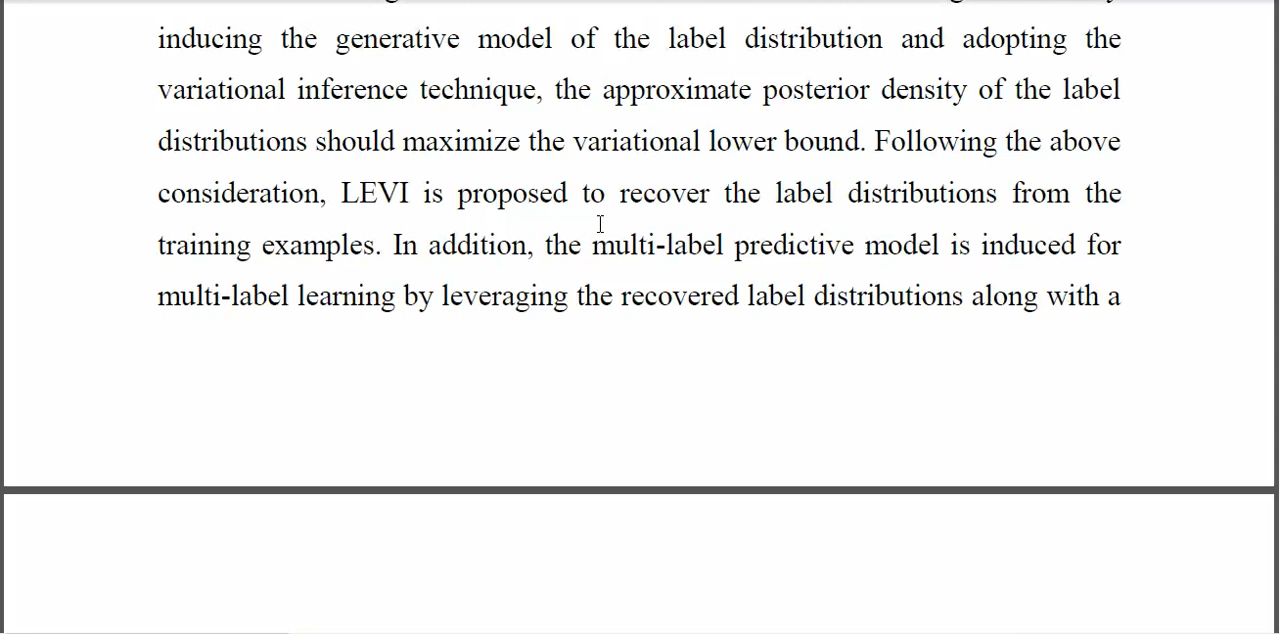 inducing the generative model of the label distribution and adopting the
variational inference technique, the approximate posterior density of the label
distributions should maximize the variational lower bound. Following the above
consideration, LEVI is proposed to recover the label distributions from the
training examples. In addition, the multi-label predictive model is induced for
multi-label learning by leveraging the recovered label distributions along with a